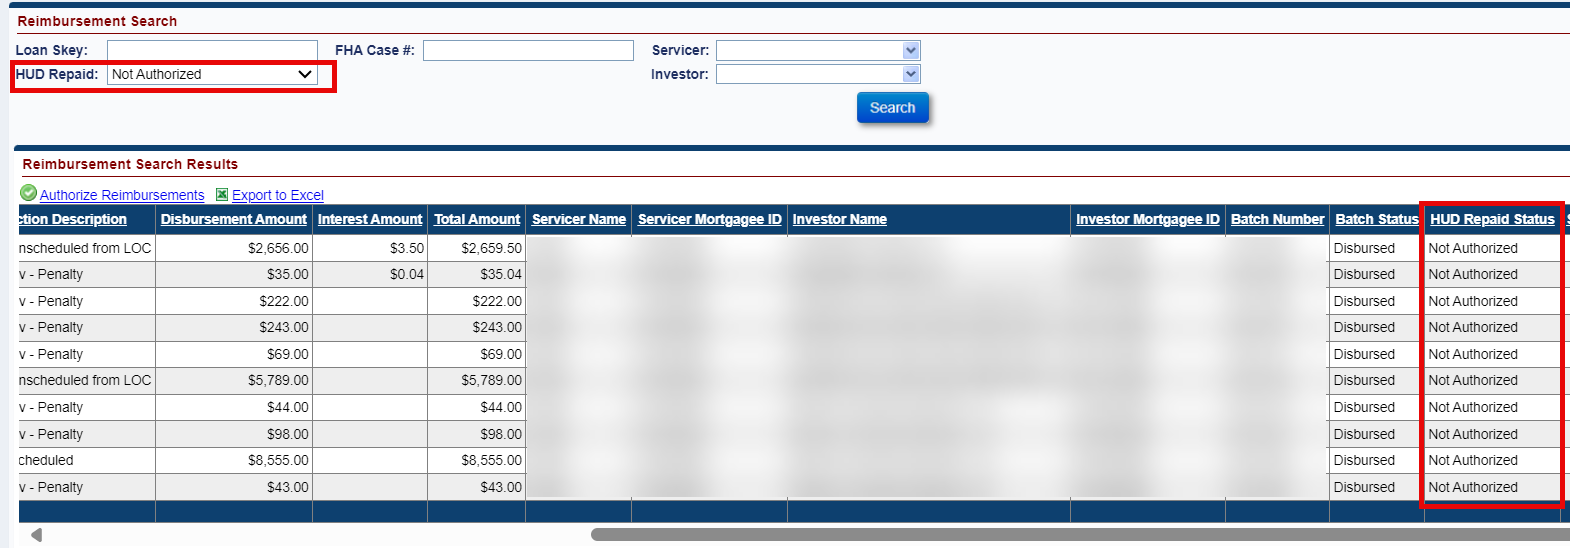 Reimbursement Search
Loan Skey: FHA Case #: Servicer:
HUD Repaid: Not Authorized Investor:
Search
Reimbursement Search Results
Authorize Reimbursements Export to Excel
ction Description Disbursement Amount Interest Amount Total Amount Servicer Name Servicer Mortgagee ID Investor Name Investor Mortgagee ID Batch Number Batch Status HUD Repaid Status
nscheduled from LOC $2,656.00 $3.50 $2,659.50 Disbursed Not Authorized
v - Penalty $35.00 $0.04 $35.04 Disbursed Not Authorized
v - Penalty $222.00 $222.00 Disbursed Not Authorized
v - Penalty $243.00 $243.00 Disbursed Not Authorized
v - Penalty $69.00 $69.00 Disbursed Not Authorized
nscheduled from LOC $5,789.00 $5,789.00 Disbursed Not Authorized
v - Penalty $44.00 $44.00 Disbursed Not Authorized
v - Penalty $98.00 $98.00 Disbursed Not Authorized
cheduled $8,555.00 $8,555.00 Disbursed Not Authorized
v - Penalty $43.00 $43.00 Disbursed Not Authorized